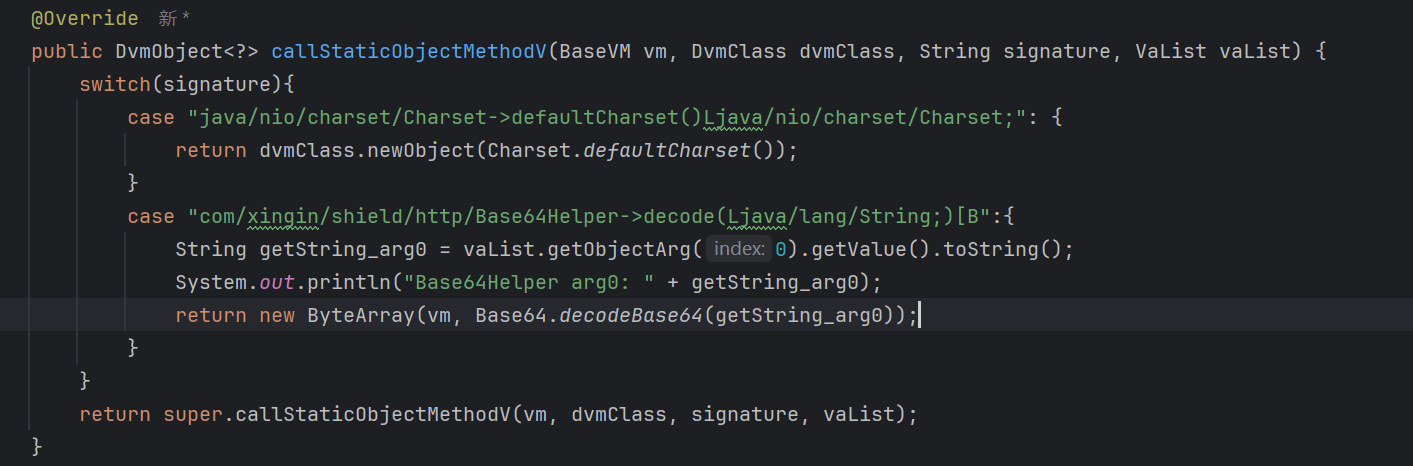 @Override 新 *
public DvmObject<?> callStaticObjectMethodV(BaseVM vm, DvmClass dvmClass, String signature, VaList vaList) {
    switch(signature){
        case "java/nio/charset/Charset->defaultCharset()Ljava/nio/charset/Charset;": {
            return dvmClass.newObject(Charset.defaultCharset());
        }
        case "com/xingin/shield/http/Base64Helper->decode(Ljava/lang/String;)[B":{
            String getString_arg0 = vaList.getObjectArg( index: 0).getValue().toString();
            System.out.println("Base64Helper arg0: " + getString_arg0);
            return new ByteArray(vm, Base64.decodeBase64(getString_arg0));
        }
    }
    return super.callStaticObjectMethodV(vm, dvmClass, signature, vaList);
}